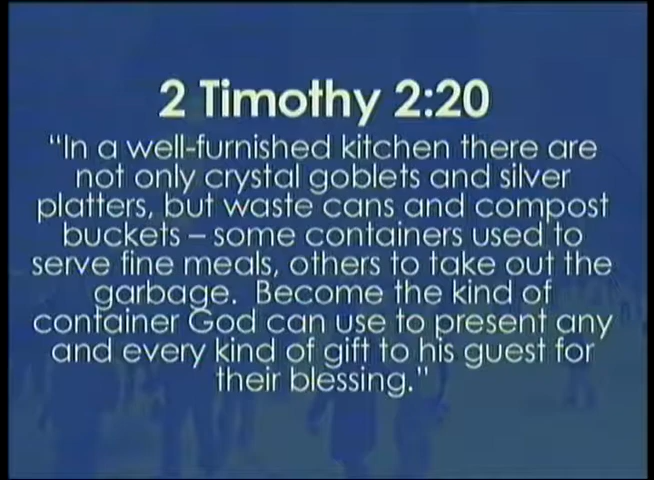 2 Timothy 2:20
“In a well-furnished kitchen there are
not only crystal goblets and silver
platters, but waste cans and compost
buckets – some containers used to
serve fine meals, others to take out the
garbage.  Become the kind of
container God can use to present any
and every kind of gift to his guest for
their blessing.”